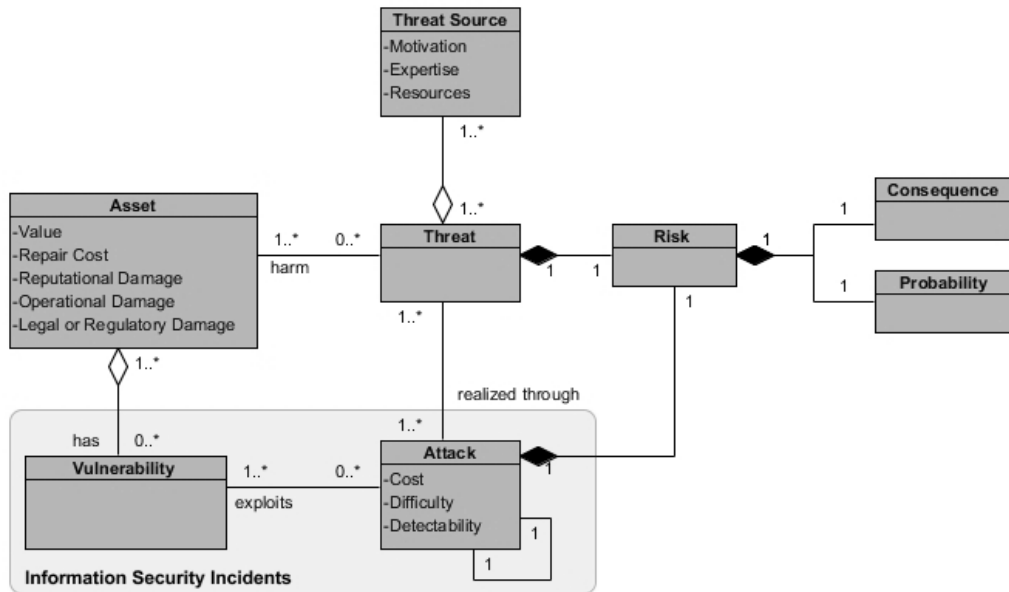 Threat Source
-Motivation
-Expertise
-Resources
1..*
1..*
Asset
-Value
-Repair Cost
-Reputational Damage
-Operational Damage
-Legal or Regulatory Damage
1..*
0..*
harm
Threat
1
1
Risk
1
1
Consequence
1
Probability
1..*
1
1..*
realized through
has
0..*
1..*
Vulnerability
1..*
0..*
exploits
Attack
-Cost
-Difficulty
-Detectability
1
1
1
Information Security Incidents